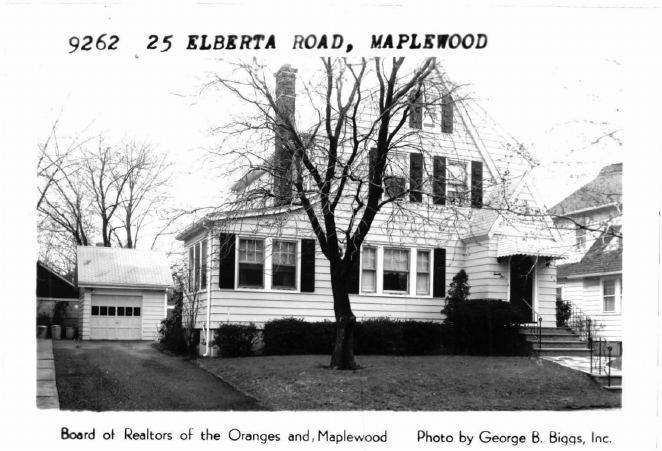 9262 25 ELBERTA ROAD, MAPLEWOOD
Board of Realtors of the Oranges and, Maplewood Photo by George B. Biggs, Inc.